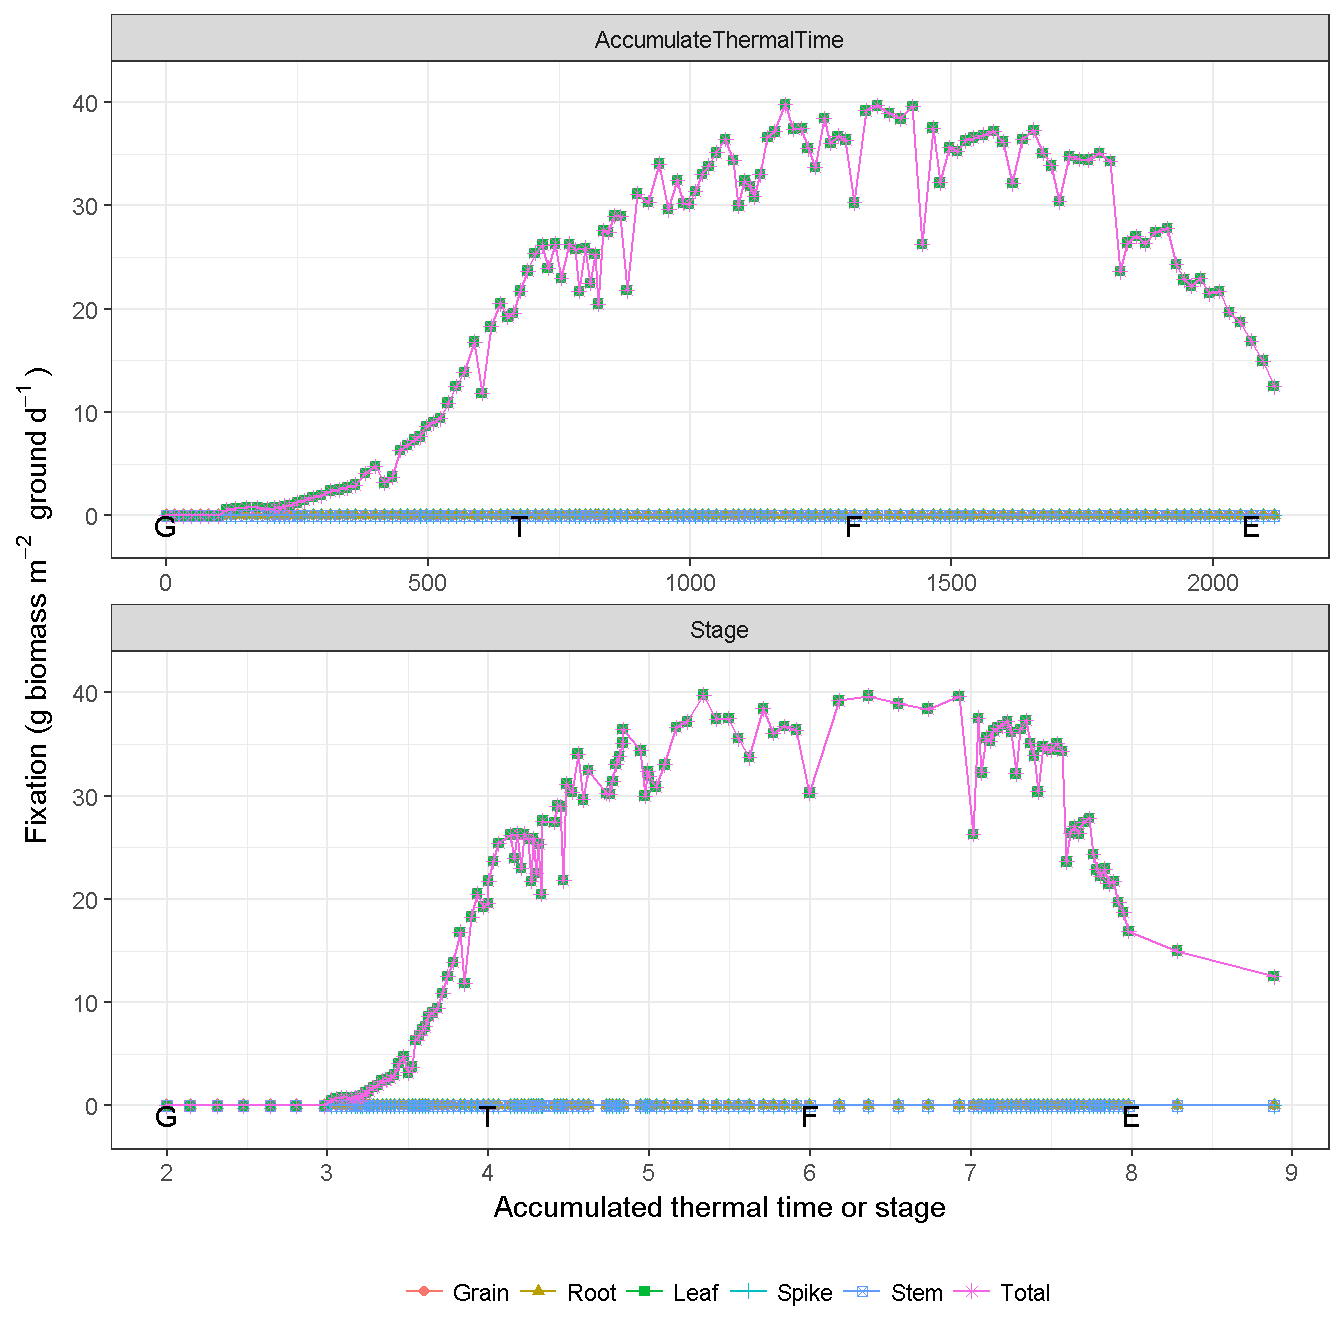 AccumulateThermalTime
40
30
20
10
0
G T F E
0 500 1000 1500 2000
Fixation (g biomass m⁻² ground d⁻¹)
Stage
40
30
20
10
0
G T F E
2 3 4 5 6 7 8 9
Accumulated thermal time or stage
Grain Root Leaf Spike Stem Total